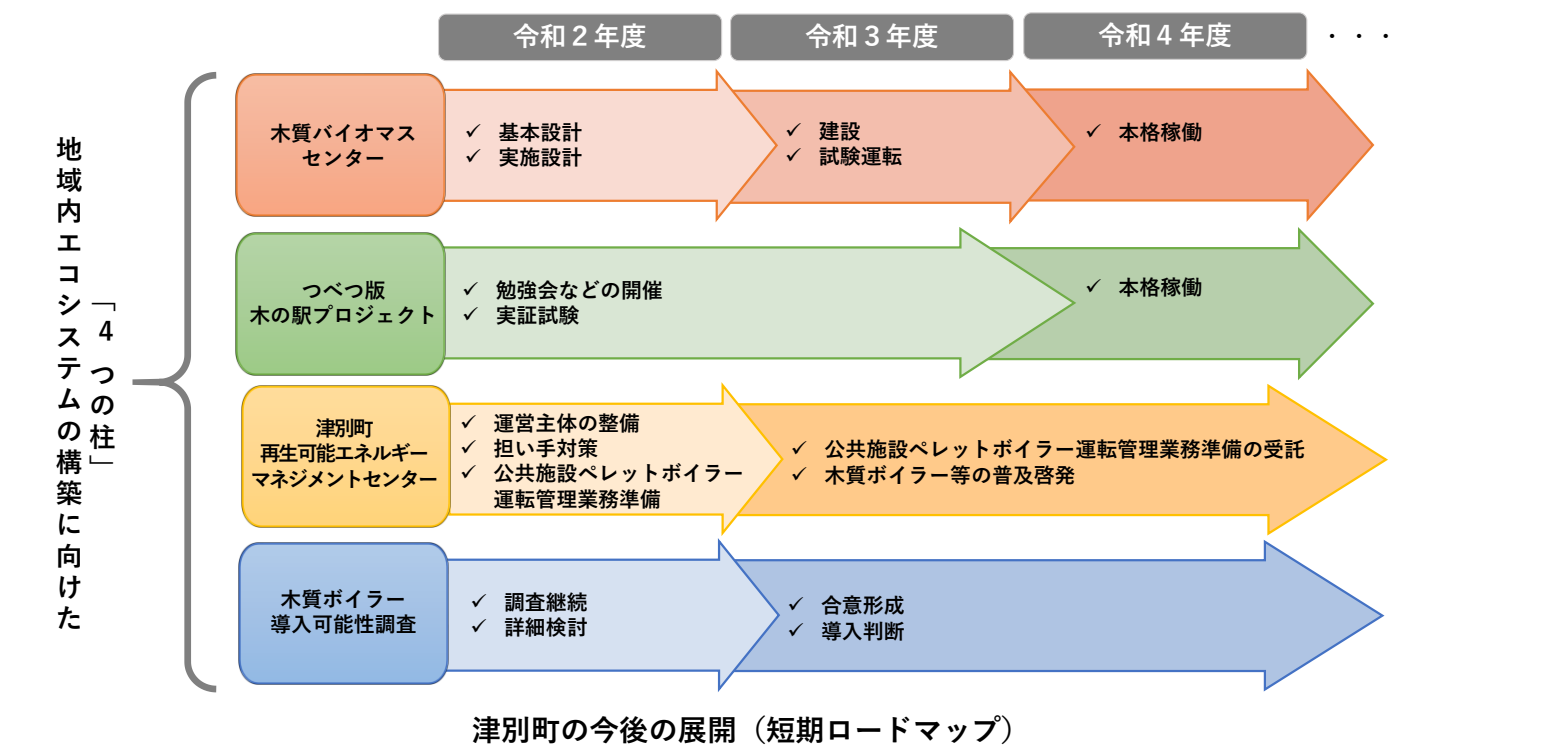 令和２年度
令和３年度
令和４年度
・・・
地域内エコシステムの構築に向けた
「４つの柱」
木質バイオマス
センター
✓ 基本設計
✓ 実施設計
✓ 建設
✓ 試験運転
✓ 本格稼働
つべつ版
木の駅プロジェクト
✓ 勉強会などの開催
✓ 実証試験
✓ 本格稼働
津別町
再生可能エネルギー
マネジメントセンター
✓ 運営主体の整備
✓ 担い手対策
✓ 公共施設ペレットボイラー
運転管理業務準備
✓ 公共施設ペレットボイラー運転管理業務準備の受託
✓ 木質ボイラー等の普及啓発
木質ボイラー
導入可能性調査
✓ 調査継続
✓ 詳細検討
✓ 合意形成
✓ 導入判断
津別町の今後の展開（短期ロードマップ）